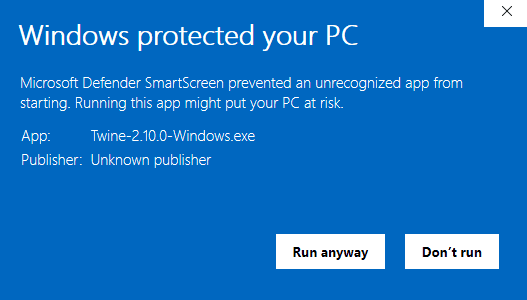 Windows protected your PC
Microsoft Defender SmartScreen prevented an unrecognized app from
starting. Running this app might put your PC at risk.
App: Twine-2.10.0-Windows.exe
Publisher: Unknown publisher
Run anyway Don’t run